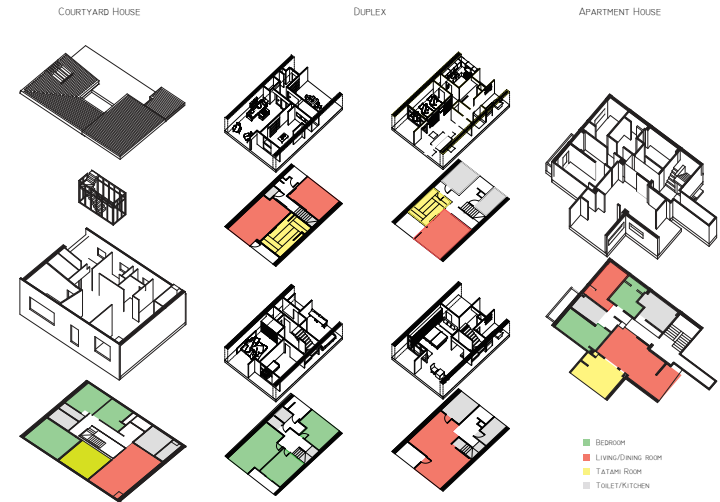 Courtyard House
Duplex
Apartment House
Bedroom
Living/Dining room
Tatami Room
Toilet/Kitchen